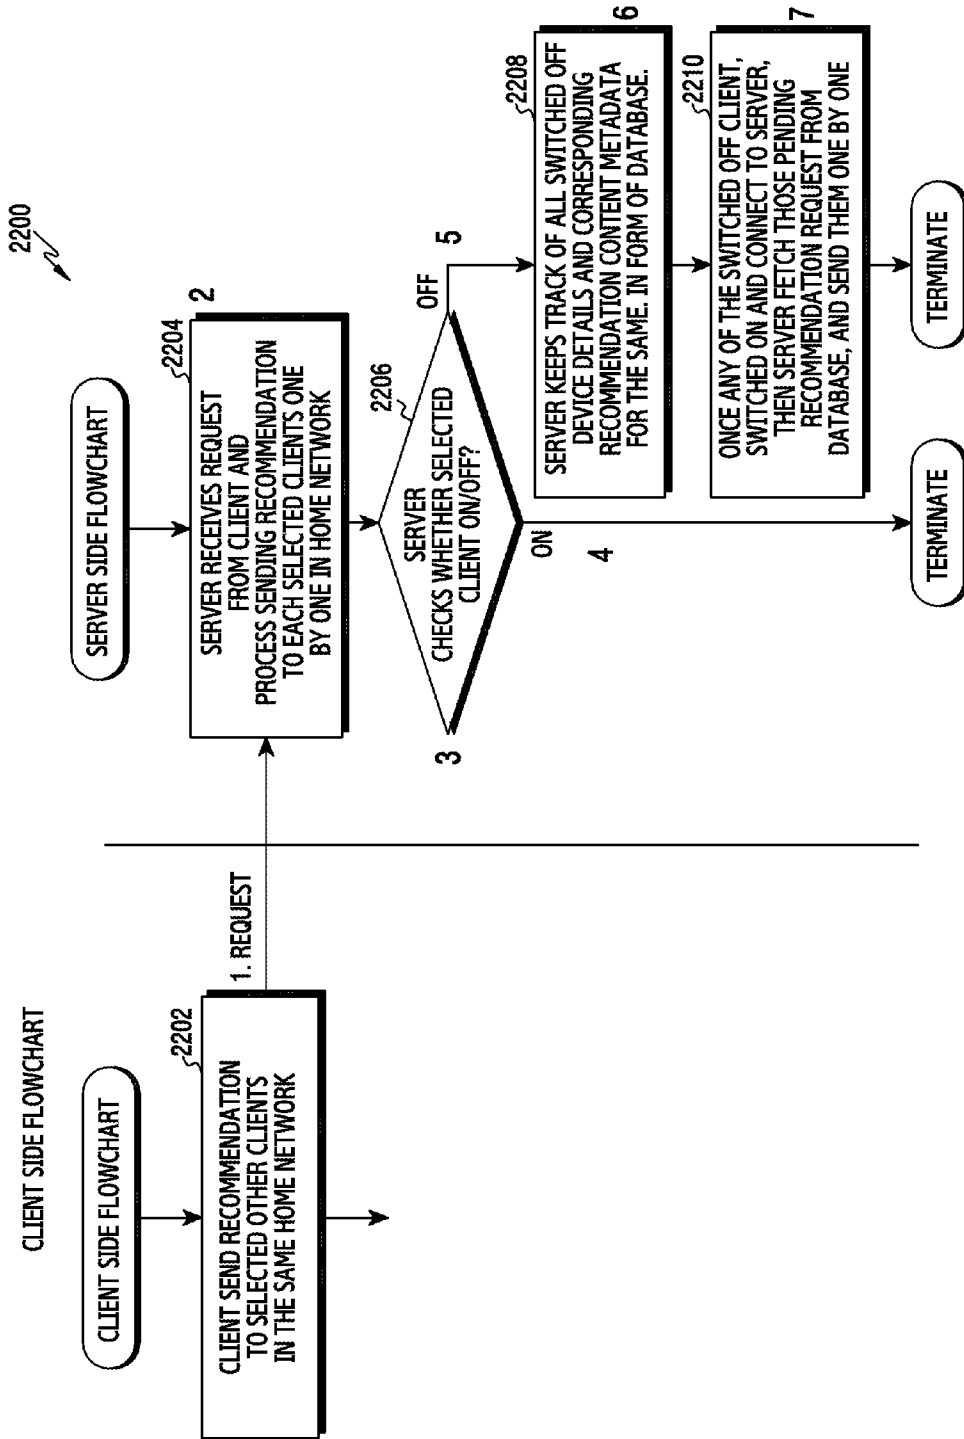 2200
CLIENT SIDE FLOWCHART
CLIENT SIDE FLOWCHART
2202
CLIENT SEND RECOMMENDATION
TO SELECTED OTHER CLIENTS
IN THE SAME HOME NETWORK
1. REQUEST
SERVER SIDE FLOWCHART
2204
2
SERVER RECEIVES REQUEST
FROM CLIENT AND
PROCESS SENDING RECOMMENDATION
TO EACH SELECTED CLIENTS ONE
BY ONE IN HOME NETWORK
2206
3
SERVER
CHECKS WHETHER SELECTED
CLIENT ON/OFF?
ON
4
TERMINATE
OFF
5
2208
6
SERVER KEEPS TRACK OF ALL SWITCHED OFF
DEVICE DETAILS AND CORRESPONDING
RECOMMENDATION CONTENT METADATA
FOR THE SAME. IN FORM OF DATABASE.
2210
7
ONCE ANY OF THE SWITCHED OFF CLIENT,
SWITCHED ON AND CONNECT TO SERVER,
THEN SERVER FETCH THOSE PENDING
RECOMMENDATION REQUEST FROM
DATABASE, AND SEND THEM ONE BY ONE
TERMINATE